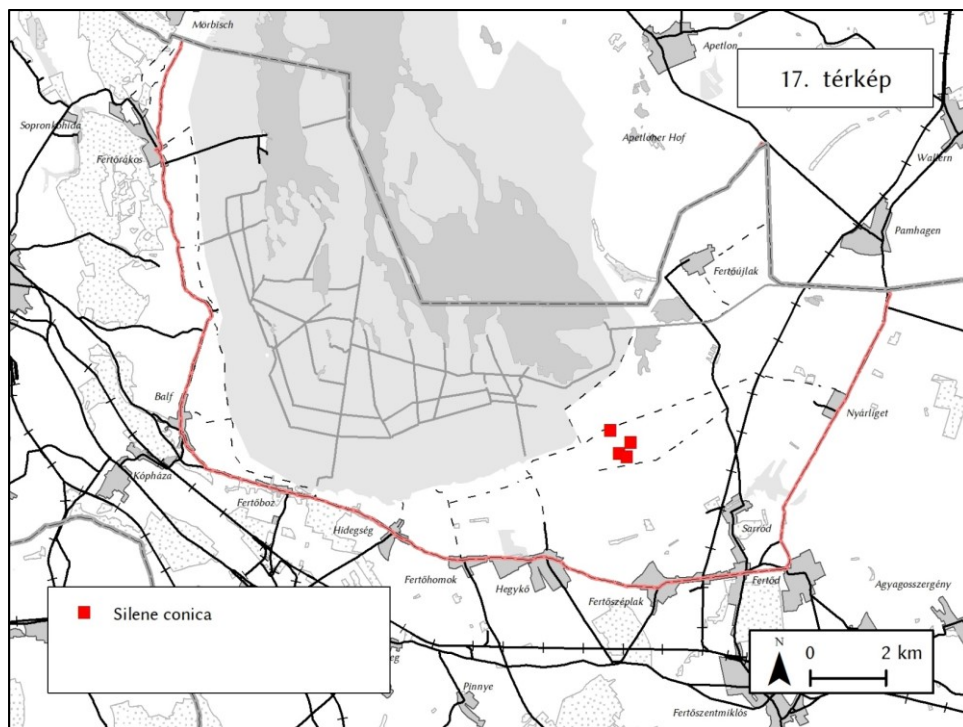 Mörbisch
Apetlon
17. térkép
Sopronkőhida
Fertőrákos
Apetloner Hof
Wallern
Pamhagen
Fertőújlak
Balf
Nyárliget
Kópháza
Fertőboz
Hidegség
Sarród
Fertőhomok
Hegykő
Fertőszéplak
Fertőd
Agyagosszergény
Silene conica
N
0 2 km
Pinnye
Fertőszentmiklós